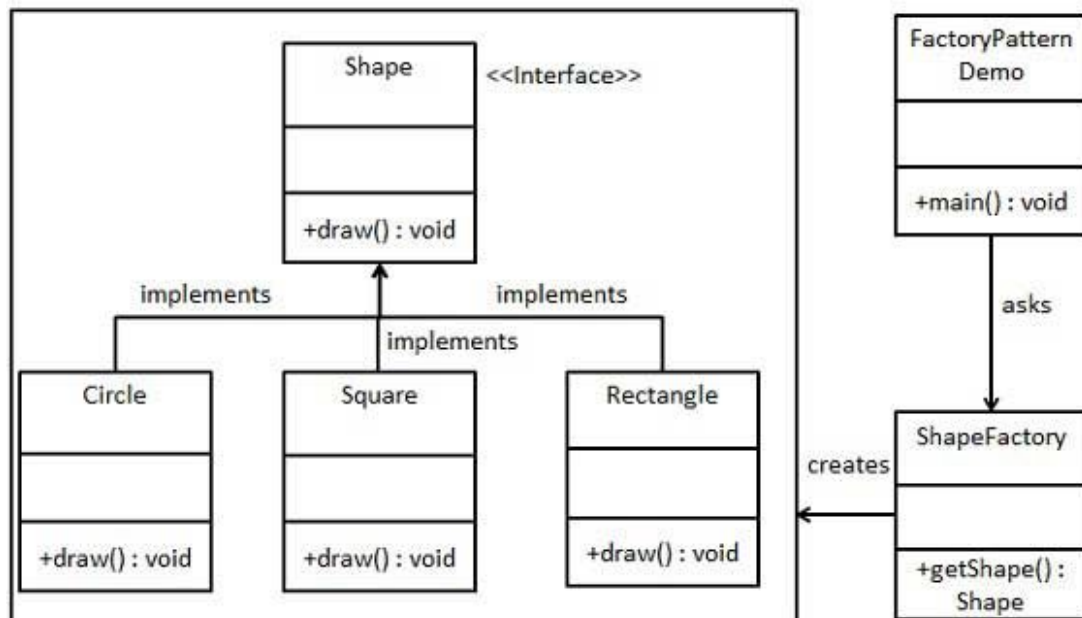 Shape
<<Interface>>
+draw() : void
implements
implements
implements
Circle
+draw() : void
Square
+draw() : void
Rectangle
+draw() : void
FactoryPattern
Demo
+main() : void
asks
ShapeFactory
creates
+getShape() :
Shape